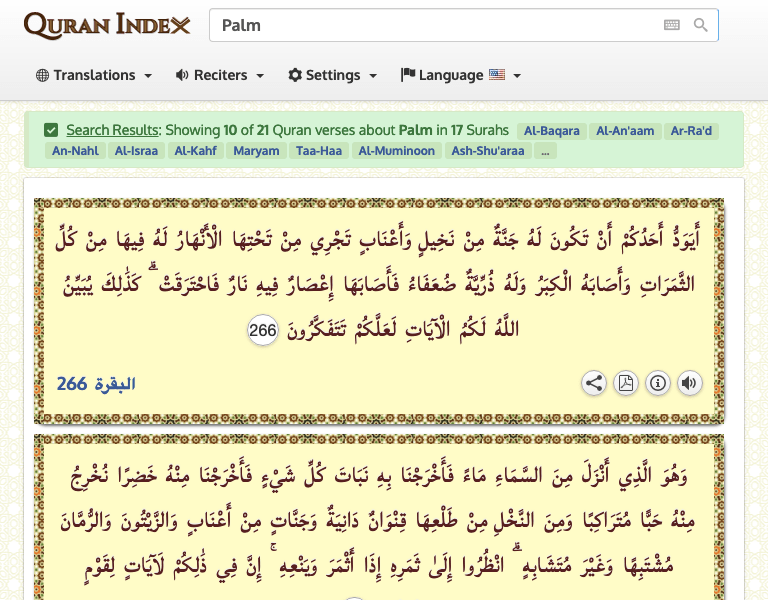 QURAN INDEX
Palm
Translations Reciters Settings Language
Search Results: Showing 10 of 21 Quran verses about Palm in 17 Surahs Al-Baqara Al-An'aam Ar-Ra'd
An-Nahl Al-Israa Al-Kahf Maryam Taa-Haa Al-Muminoon Ash-Shu'araa ...
أَيَوَدُّ أَحَدُكُمْ أَنْ تَكُونَ لَهُ جَنَّةٌ مِنْ نَخِيلٍ وَأَعْنَابٍ تَجْرِي مِنْ تَحْتِهَا الْأَنْهَارُ لَهُ فِيهَا مِنْ كُلِّ
الثَّمَرَاتِ وَأَصَابَهُ الْكِبَرُ وَلَهُ ذُرِّيَّةٌ ضُعَفَاءُ فَأَصَابَهَا إِعْصَارٌ فِيهِ نَارٌ فَاحْتَرَقَتْ ۗ كَذَٰلِكَ يُبَيِّنُ
اللَّهُ لَكُمُ الْآيَاتِ لَعَلَّكُمْ تَتَفَكَّرُونَ 266
البقرة 266
وَهُوَ الَّذِي أَنْزَلَ مِنَ السَّمَاءِ مَاءً فَأَخْرَجْنَا بِهِ نَبَاتَ كُلِّ شَيْءٍ فَأَخْرَجْنَا مِنْهُ خَضِرًا نُخْرِجُ
مِنْهُ حَبًّا مُتَرَاكِبًا وَمِنَ النَّخْلِ مِنْ طَلْعِهَا قِنْوَانٌ دَانِيَةٌ وَجَنَّاتٍ مِنْ أَعْنَابٍ وَالزَّيْتُونَ وَالرُّمَّانَ
مُشْتَبِهًا وَغَيْرَ مُتَشَابِهٍ ۗ انْظُرُوا إِلَىٰ ثَمَرِهِ إِذَا أَثْمَرَ وَيَنْعِهِ ۚ إِنَّ فِي ذَٰلِكُمْ لَآيَاتٍ لِقَوْمٍ